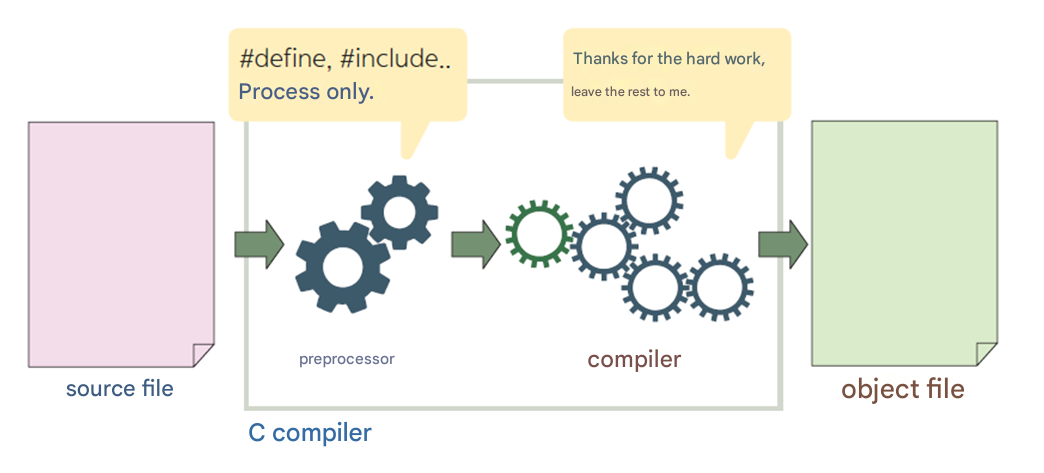 #define, #include..
Process only.
Thanks for the hard work,
leave the rest to me.
preprocessor
compiler
source file
object file
C compiler